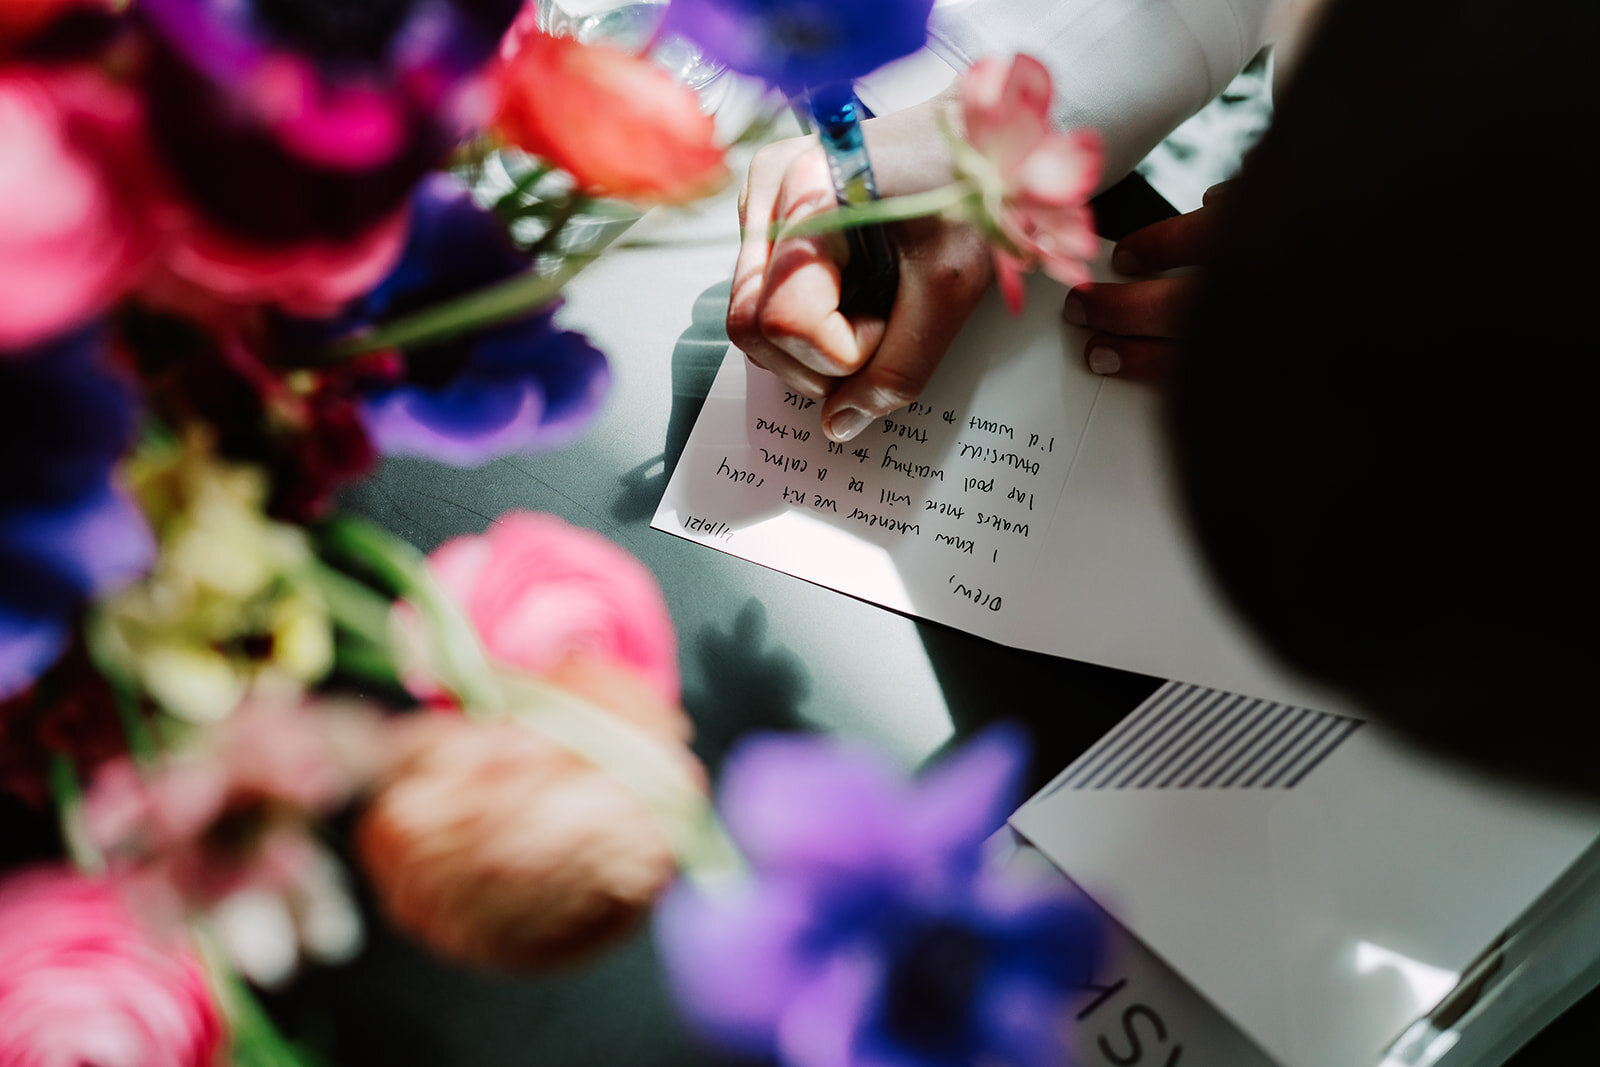 4/10/21
Drew,
I know whenever we hit rocky
waters there will be a calm
lap pool waiting for us on the
otherside. There else
I'd want to